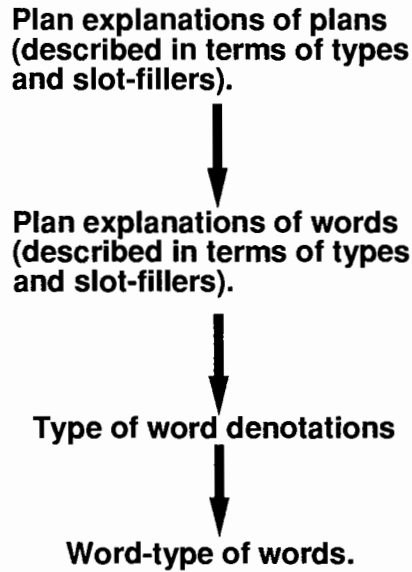 Plan explanations of plans
(described in terms of types
and slot-fillers).
Plan explanations of words
(described in terms of types
and slot-fillers).
Type of word denotations
Word-type of words.